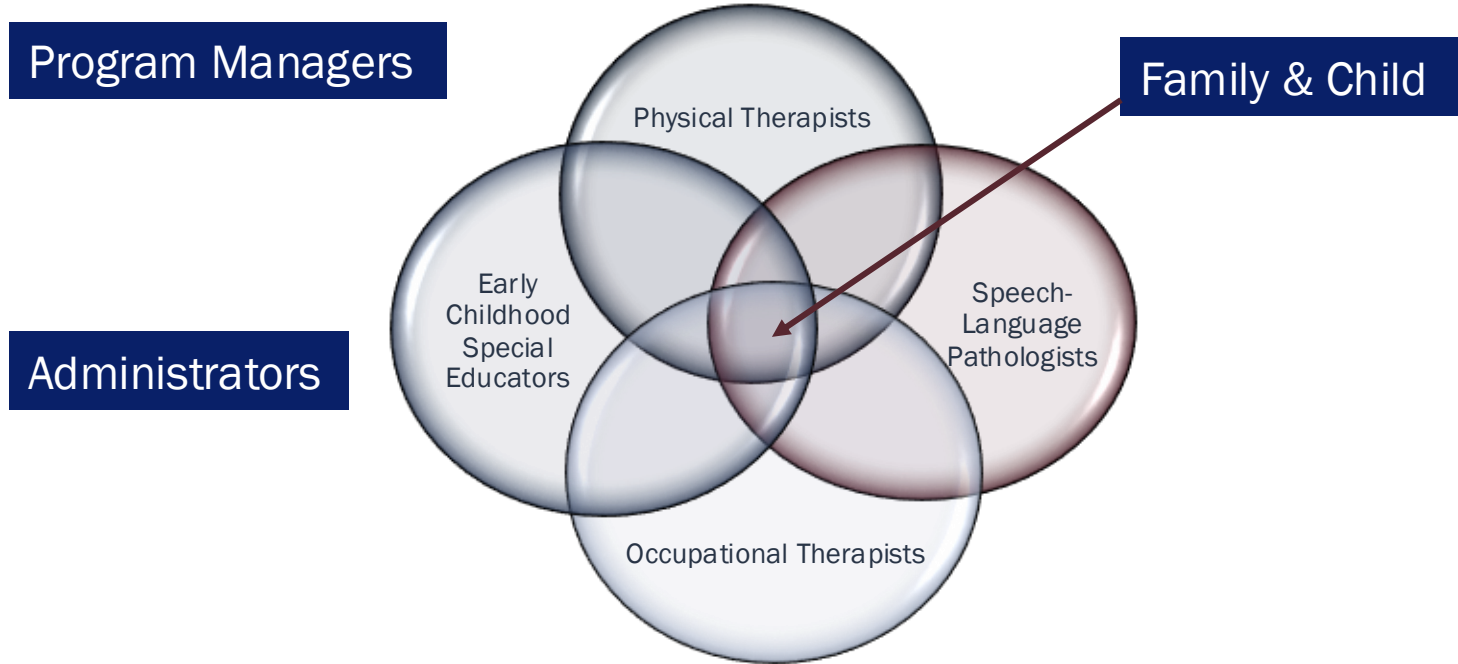 Program Managers
Family & Child
Physical Therapists
Early
Childhood
Special
Educators
Speech-
Language
Pathologists
Administrators
Occupational Therapists